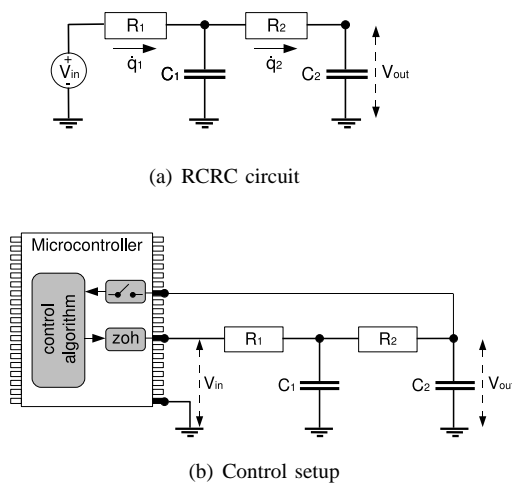 R₁ R₂
+
V_in
-
q̇₁ C₁ q̇₂ C₂ V_out
(a) RCRC circuit
Microcontroller
control algorithm
zoh
R₁ R₂
V_in C₁ C₂ V_out
(b) Control setup